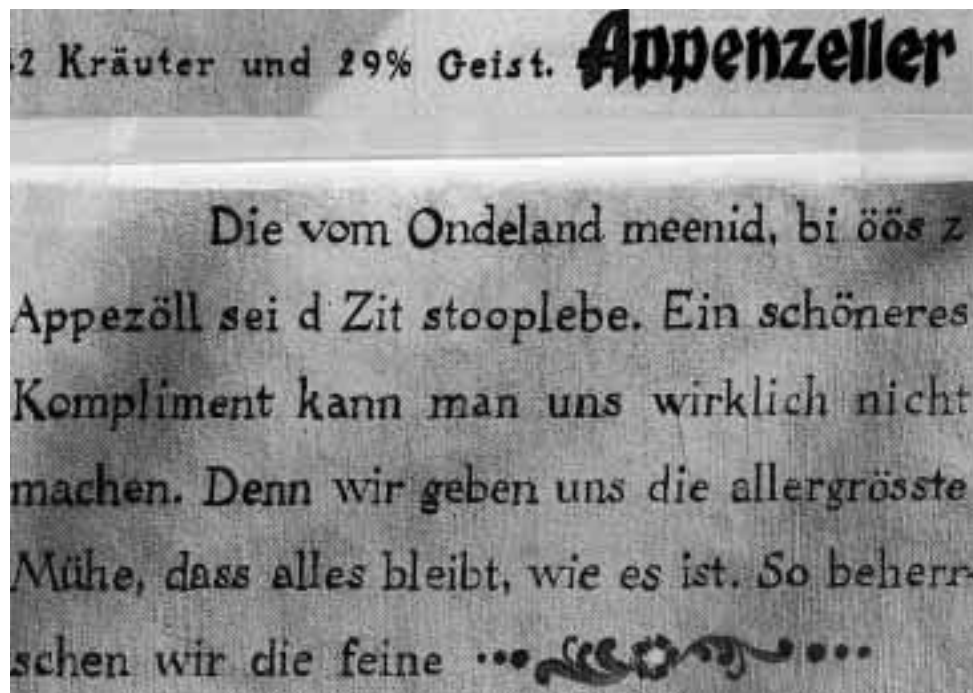 2 Kräuter und 29% Geist. Appenzeller
Die vom Ondeland meenid, bi öös z
Appezöll sei d Zit stooplebe. Ein schöneres
Kompliment kann man uns wirklich nicht
machen. Denn wir geben uns die allergrösste
Mühe, dass alles bleibt, wie es ist. So beherr-
schen wir die feine